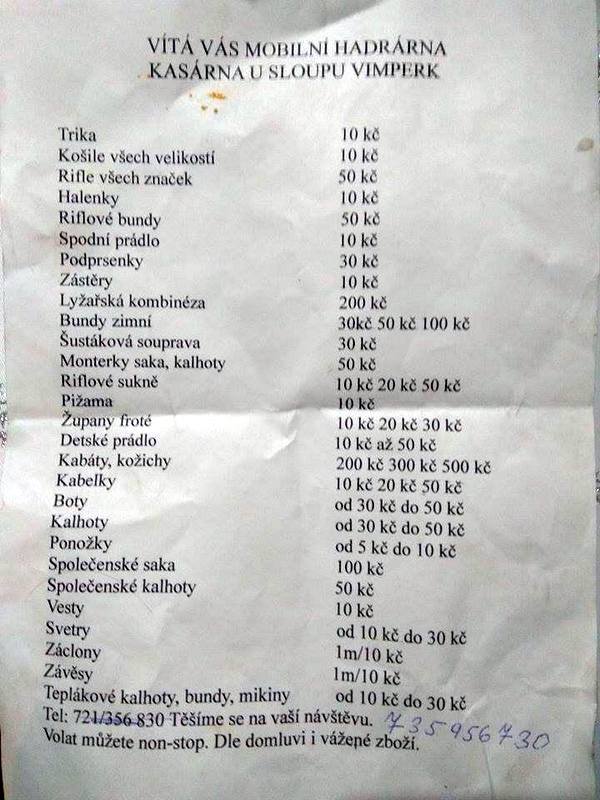 VÍTÁ VÁS MOBILNÍ HADRÁRNA
KASÁRNA U SLOUPU VIMPERK
Trika 10 kč
Košile všech velikostí 10 kč
Rifle všech značek 50 kč
Halenky 10 kč
Riflové bundy 50 kč
Spodní prádlo 10 kč
Podprsenky 30 kč
Zástěry 10 kč
Lyžařská kombinéza 200 kč
Bundy zimní 30kč 50 kč 100 kč
Šustáková souprava 30 kč
Monterky saka, kalhoty 50 kč
Riflové sukně 10 kč 20 kč 50 kč
Pižama 10 kč
Župany froté 10 kč 20 kč 30 kč
Detské prádlo 10 kč až 50 kč
Kabáty, kožichy 200 kč 300 kč 500 kč
Kabeľky 10 kč 20 kč 50 kč
Boty od 30 kč do 50 kč
Kalhoty od 30 kč do 50 kč
Ponožky od 5 kč do 10 kč
Společenské saka 100 kč
Společenské kalhoty 50 kč
Vesty 10 kč
Svetry od 10 kč do 30 kč
Záclony 1m/10 kč
Závěsy 1m/10 kč
Teplákové kalhoty, bundy, mikiny od 10 kč do 30 kč
Tel: 721/356 830 Těšíme se na vaší návštěvu. 735956730
Volat můžete non-stop. Dle domluvi i vážené zboží.